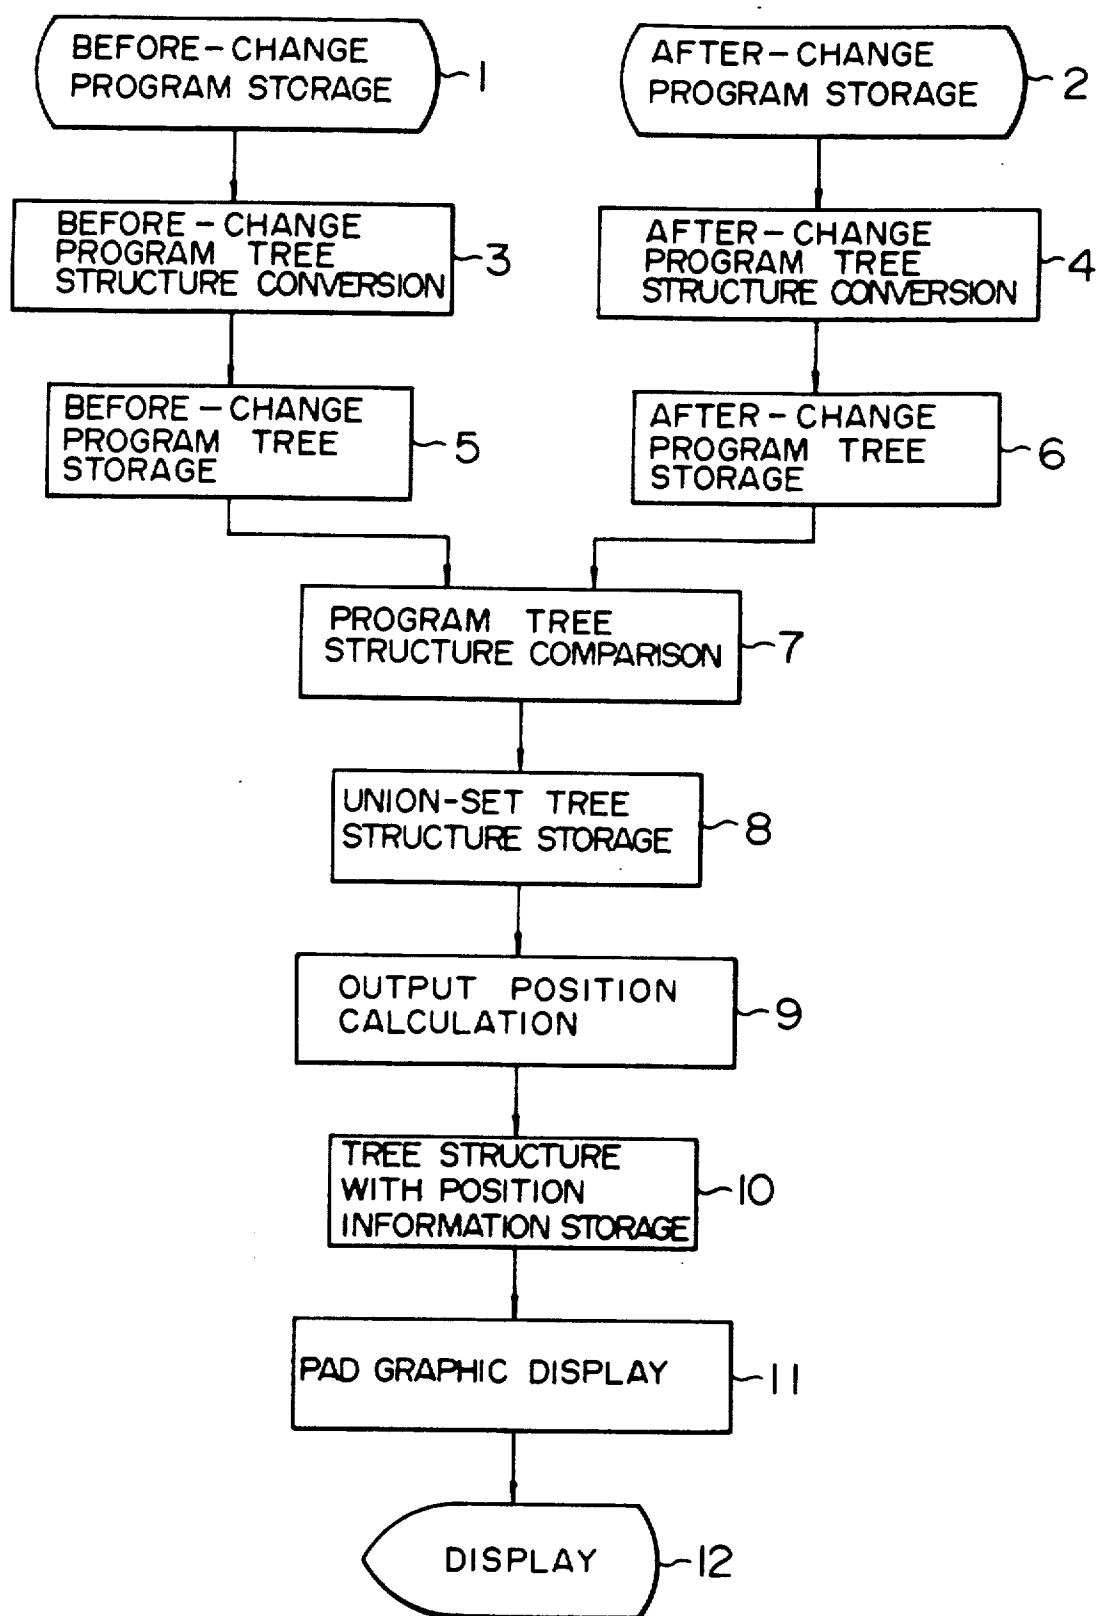 BEFORE-CHANGE
PROGRAM STORAGE
1
AFTER-CHANGE
PROGRAM STORAGE
2
BEFORE-CHANGE
PROGRAM TREE
STRUCTURE CONVERSION
3
AFTER-CHANGE
PROGRAM TREE
STRUCTURE CONVERSION
4
BEFORE-CHANGE
PROGRAM TREE
STORAGE
5
AFTER-CHANGE
PROGRAM TREE
STORAGE
6
PROGRAM TREE
STRUCTURE COMPARISON
7
UNION-SET TREE
STRUCTURE STORAGE
8
OUTPUT POSITION
CALCULATION
9
TREE STRUCTURE
WITH POSITION
INFORMATION STORAGE
10
PAD GRAPHIC DISPLAY
11
DISPLAY
12